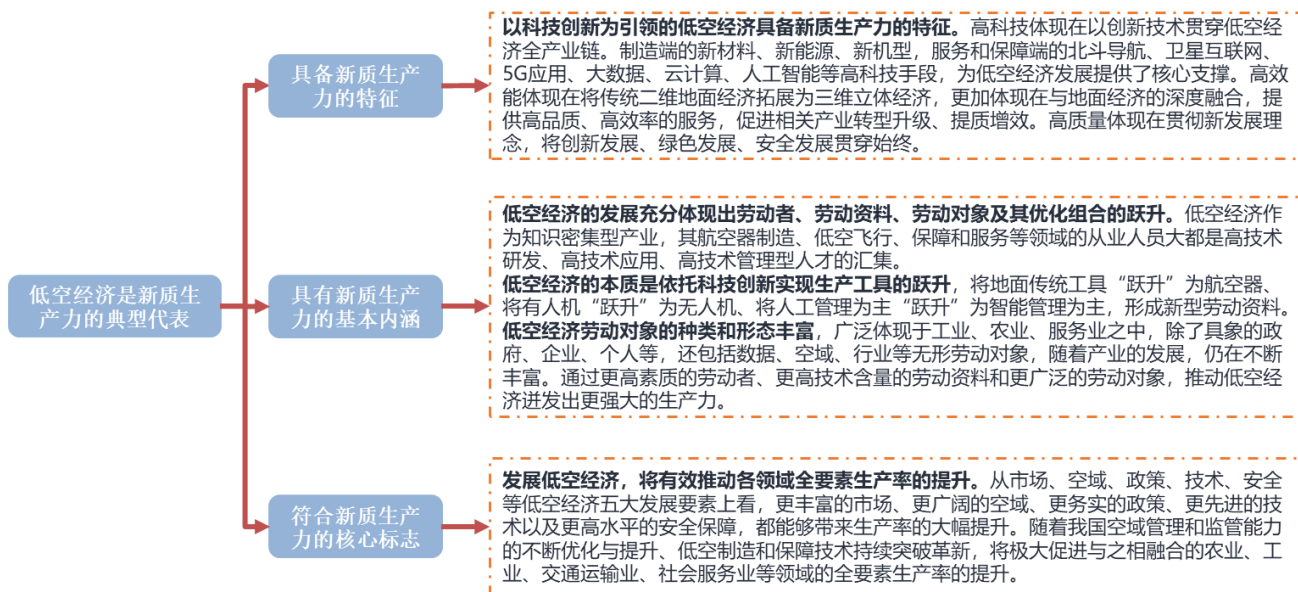 低空经济是新质生
产力的典型代表
具备新质生产
力的特征
以科技创新为引领的低空经济具备新质生产力的特征。高科技体现在以创新技术贯穿低空经
济全产业链。制造端的新材料、新能源、新机型，服务和保障端的北斗导航、卫星互联网、
5G应用、大数据、云计算、人工智能等高科技手段，为低空经济发展提供了核心支撑。高效
能体现在将传统二维地面经济拓展为三维立体经济，更加体现在与地面经济的深度融合，提
供高品质、高效率的服务，促进相关产业转型升级、提质增效。高质量体现在贯彻新发展理
念，将创新发展、绿色发展、安全发展贯穿始终。
具有新质生产
力的基本内涵
低空经济的发展充分体现出劳动者、劳动资料、劳动对象及其优化组合的跃升。低空经济作
为知识密集型产业，其航空器制造、低空飞行、保障和服务等领域的从业人员大都是高技术
研发、高技术应用、高技术管理型人才的汇集。
低空经济的本质是依托科技创新实现生产工具的跃升，将地面传统工具“跃升”为航空器、
将有人机“跃升”为无人机、将人工管理为主“跃升”为智能管理为主，形成新型劳动资料。
低空经济劳动对象的种类和形态丰富，广泛体现于工业、农业、服务业之中，除了具象的政
府、企业、个人等，还包括数据、空域、行业等无形劳动对象，随着产业的发展，仍在不断
丰富。通过更高素质的劳动者、更高技术含量的劳动资料和更广泛的劳动对象，推动低空经
济迸发出更强大的生产力。
符合新质生产
力的核心标志
发展低空经济，将有效推动各领域全要素生产率的提升。从市场、空域、政策、技术、安全
等低空经济五大发展要素上看，更丰富的市场、更广阔的空域、更务实的政策、更先进的技
术以及更高水平的安全保障，都能够带来生产率的大幅提升。随着我国空域管理和监管能力
的不断优化与提升、低空制造和保障技术持续突破革新，将极大促进与之相融合的农业、工
业、交通运输业、社会服务业等领域的全要素生产率的提升。